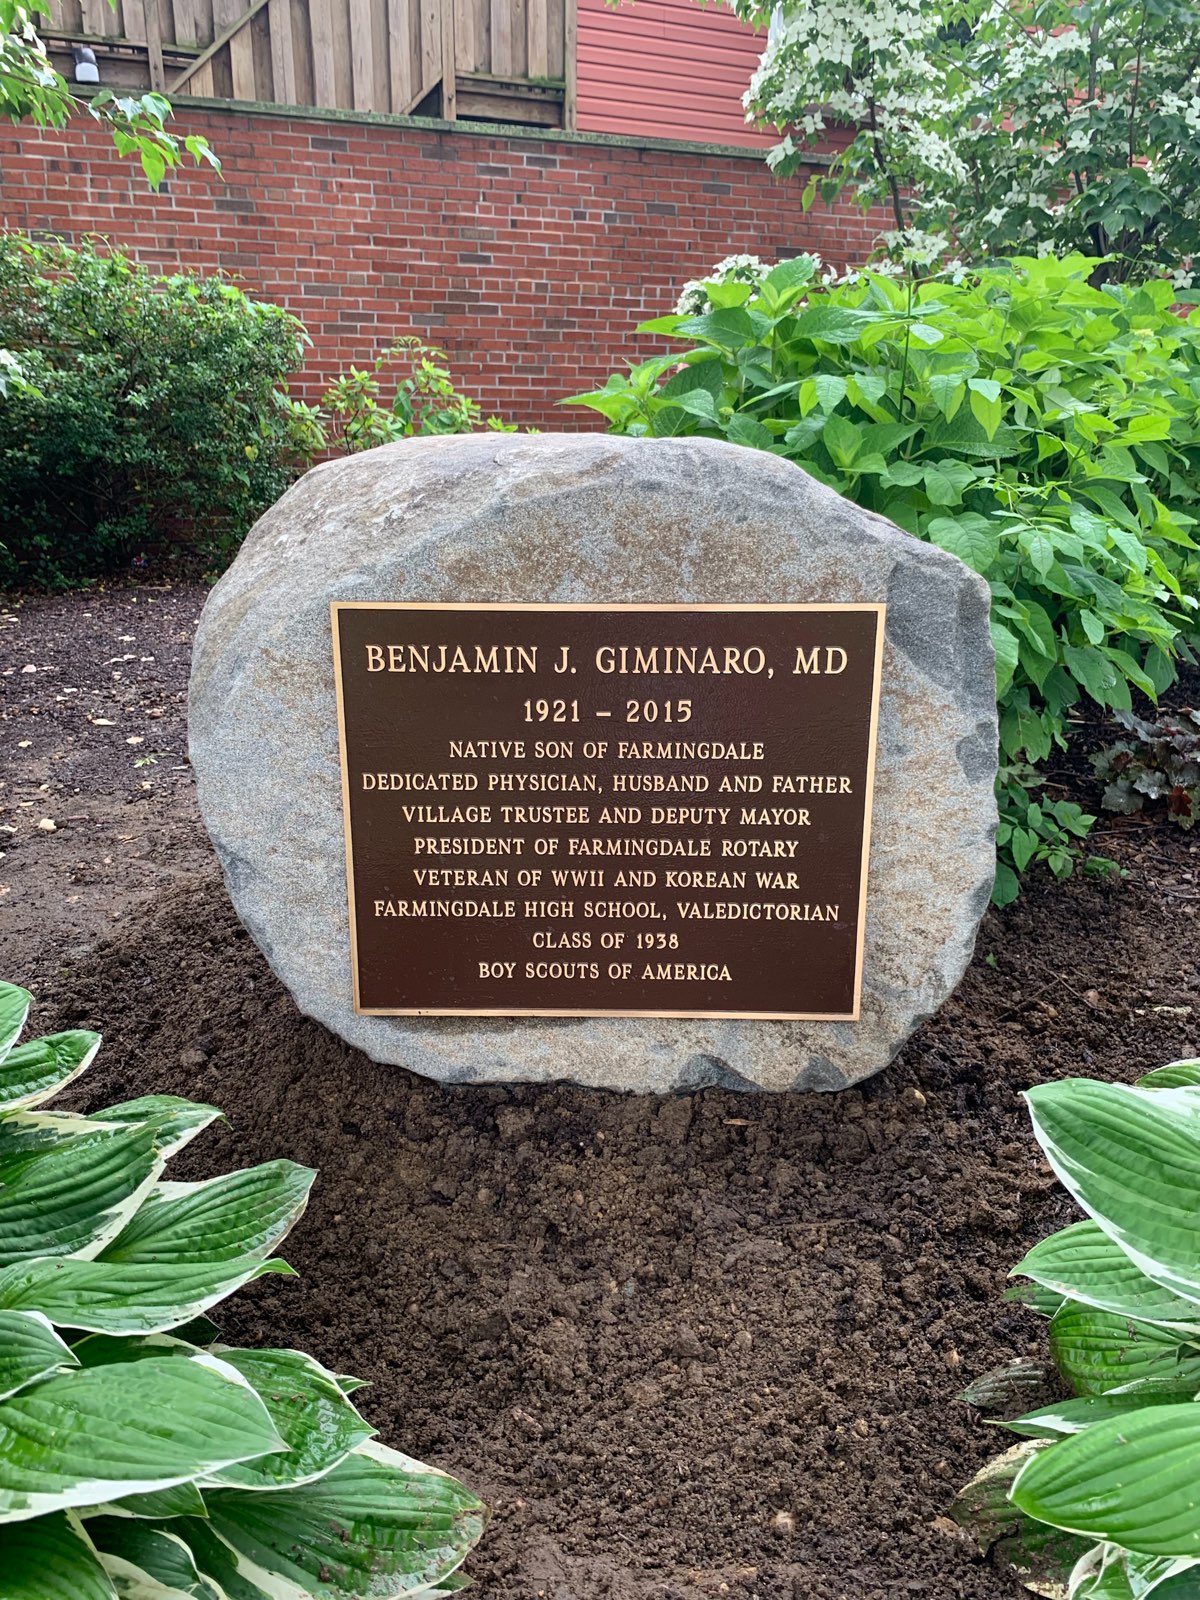 BENJAMIN J. GIMINARO, MD
1921 – 2015
NATIVE SON OF FARMINGDALE
DEDICATED PHYSICIAN, HUSBAND AND FATHER
VILLAGE TRUSTEE AND DEPUTY MAYOR
PRESIDENT OF FARMINGDALE ROTARY
VETERAN OF WWII AND KOREAN WAR
FARMINGDALE HIGH SCHOOL, VALEDICTORIAN
CLASS OF 1938
BOY SCOUTS OF AMERICA